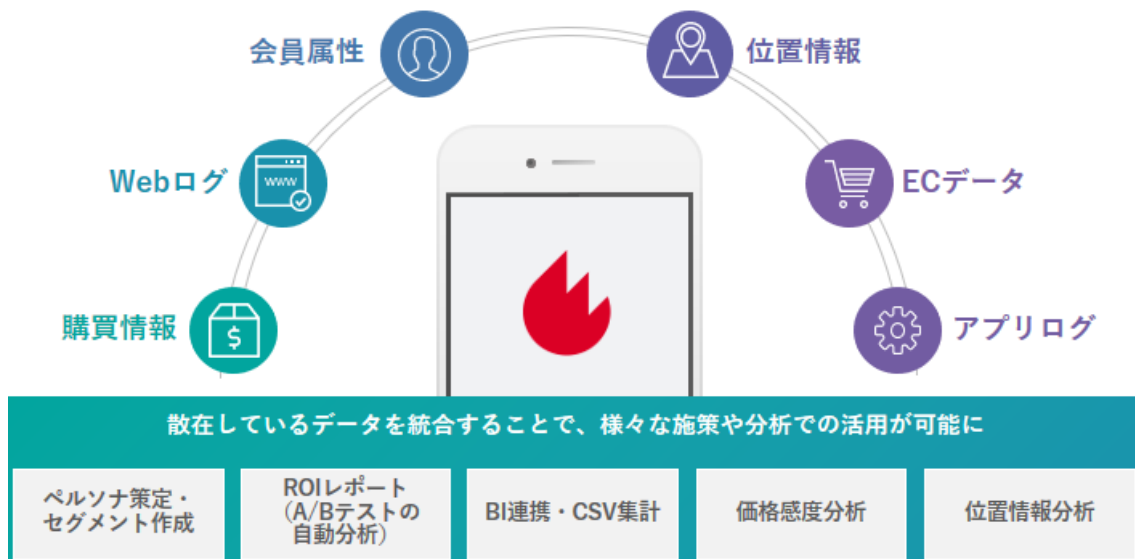 会員属性
位置情報
Webログ
www
ECデータ
購買情報
$
アプリログ
散在しているデータを統合することで、様々な施策や分析での活用が可能に
ペルソナ策定・
セグメント作成
ROIレポート
(A/Bテストの
自動分析)
BI連携・CSV集計
価格感度分析
位置情報分析